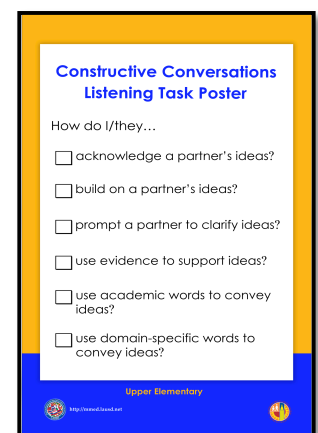 Constructive Conversations
Listening Task Poster
How do I/they…
acknowledge a partner's ideas?
build on a partner's ideas?
prompt a partner to clarify ideas?
use evidence to support ideas?
use academic words to convey
ideas?
use domain-specific words to
convey ideas?
Upper Elementary
http://mmed.lausd.net